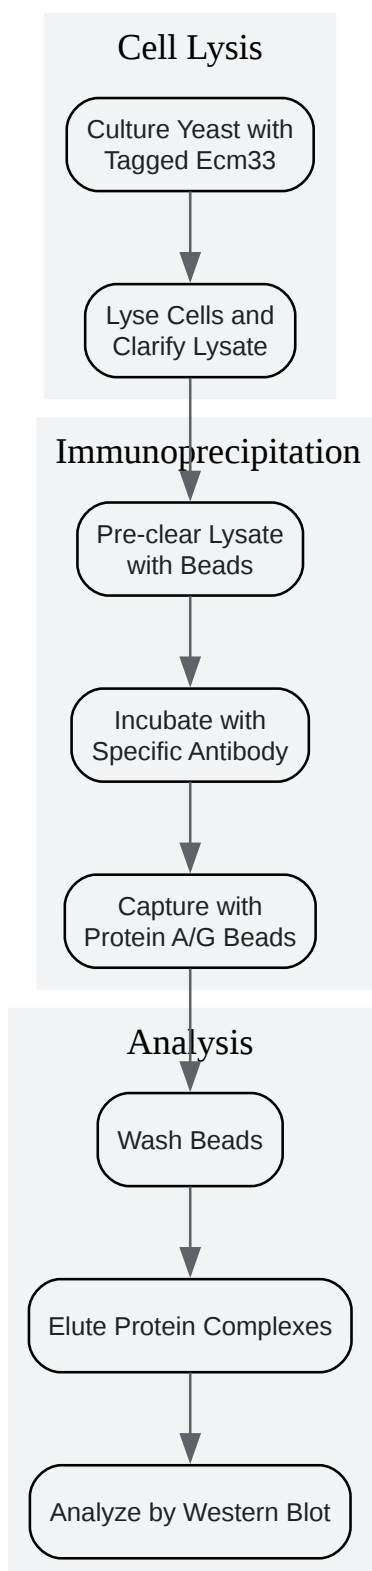 Cell Lysis
Culture Yeast with
Tagged Ecm33
Lyse Cells and
Clarify Lysate
Immunoprecipitation
Pre-clear Lysate
with Beads
Incubate with
Specific Antibody
Capture with
Protein A/G Beads
Analysis
Wash Beads
Elute Protein Complexes
Analyze by Western Blot